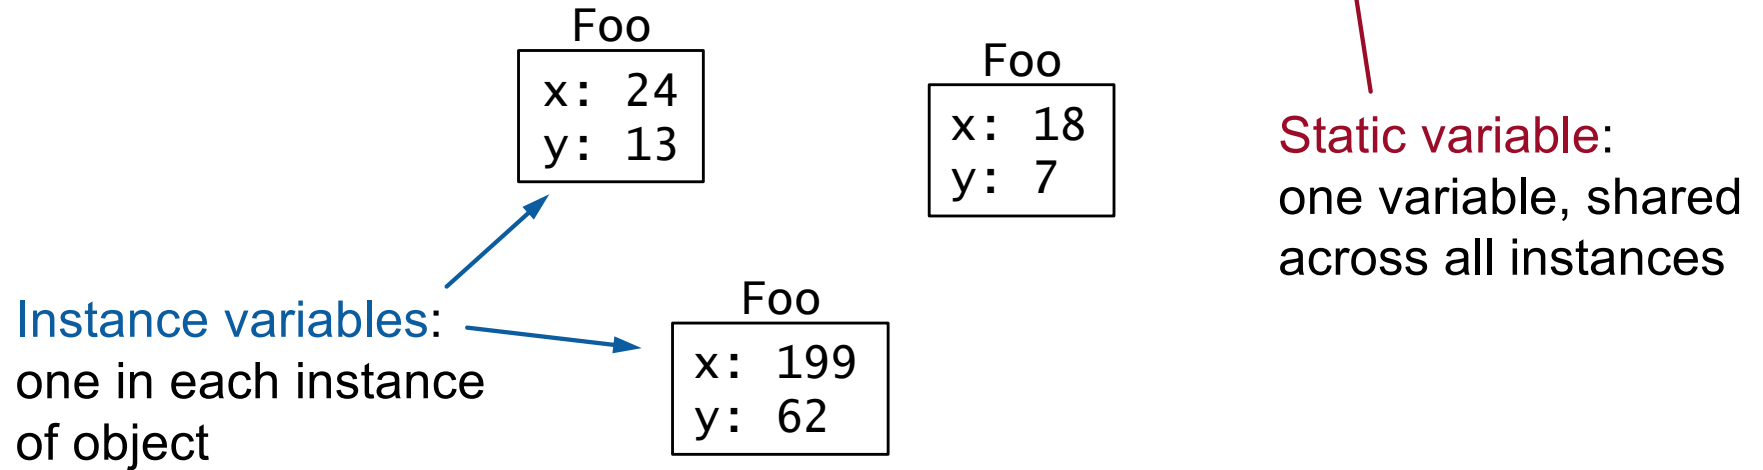 Foo
x: 24
y: 13
Foo
x: 18
y: 7
Static variable:
one variable, shared
across all instances
Instance variables:
one in each instance
of object
Foo
x: 199
y: 62